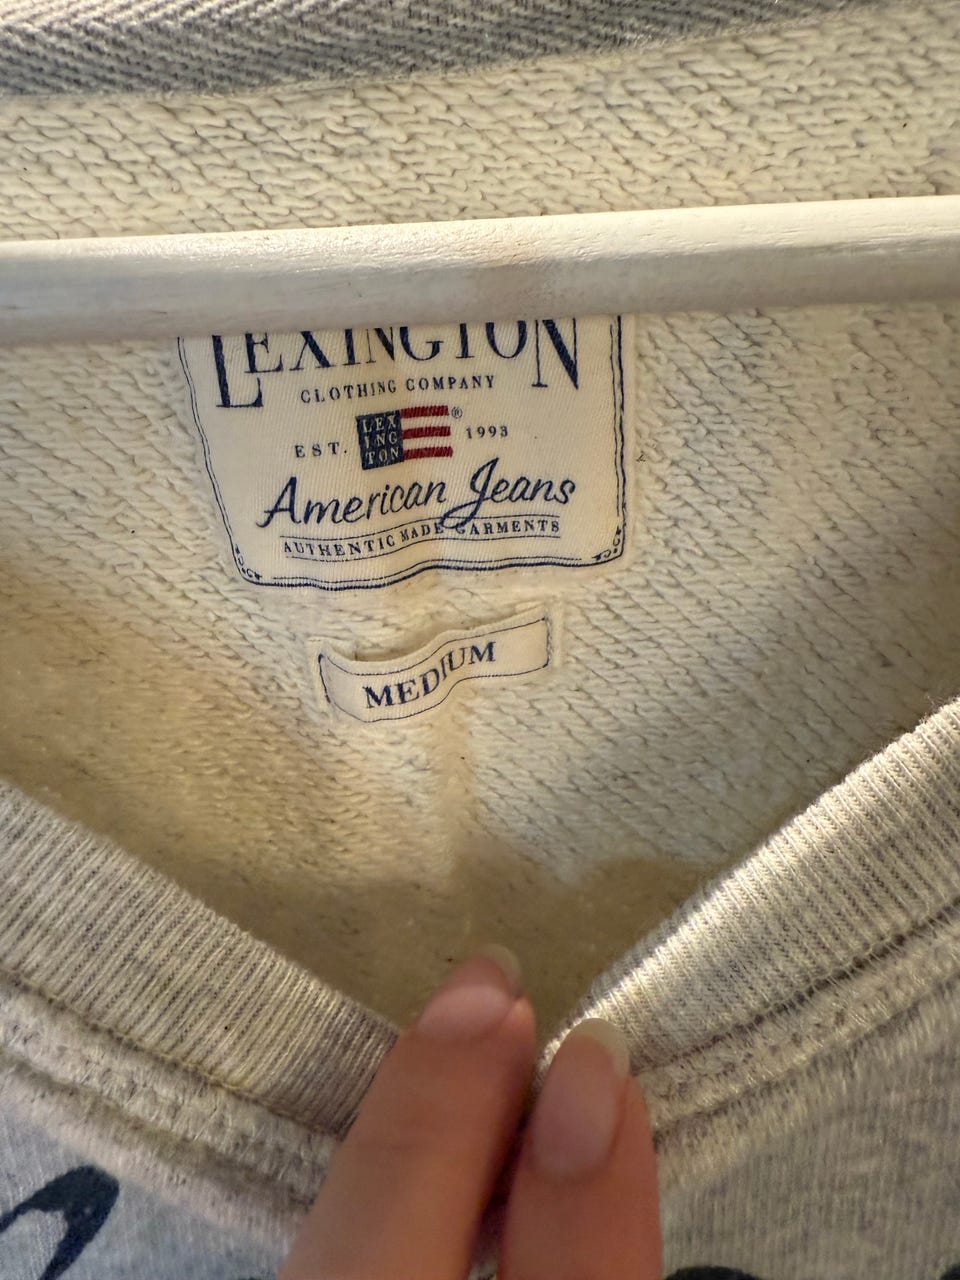 LEXINGTON
CLOTHING COMPANY
EST. LEX ING TON ® 1993
American Jeans
AUTHENTIC MADE GARMENTS
MEDIUM